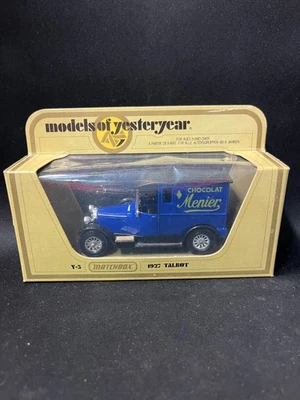 models of yesteryear
CHOCOLAT
Menier
Y-5 MATCHBOX 1927 TALBOT